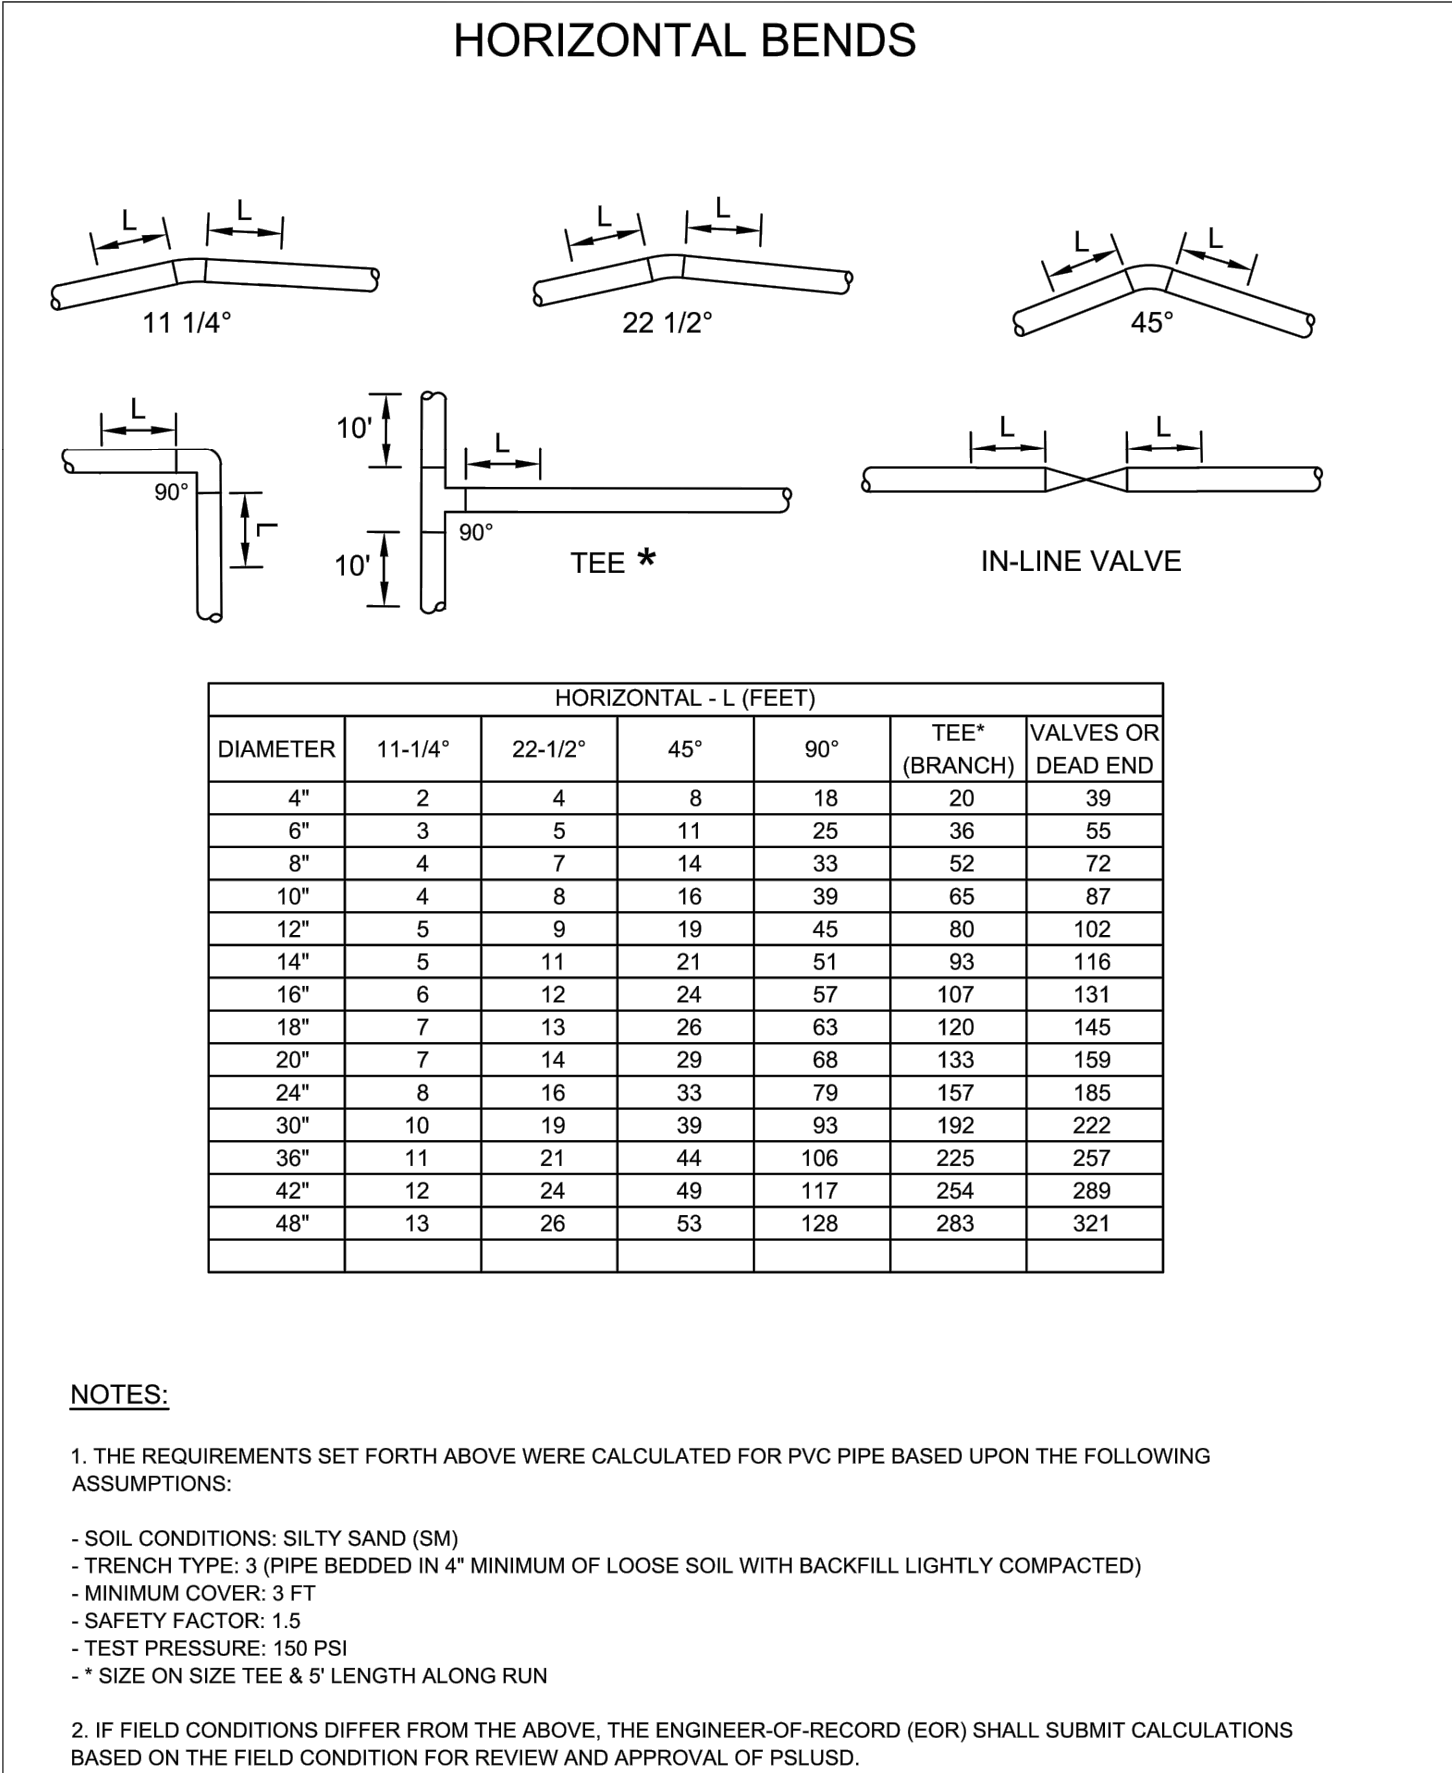 HORIZONTAL BENDS
L L
L L
L L
11 1/4°
22 1/2°
45°
L
90°
L
10'
L
90°
10'
TEE *
L L
IN-LINE VALVE
HORIZONTAL - L (FEET)
DIAMETER 11-1/4° 22-1/2° 45° 90° TEE* (BRANCH) VALVES OR DEAD END
4" 2 4 8 18 20 39
6" 3 5 11 25 36 55
8" 4 7 14 33 52 72
10" 4 8 16 39 65 87
12" 5 9 19 45 80 102
14" 5 11 21 51 93 116
16" 6 12 24 57 107 131
18" 7 13 26 63 120 145
20" 7 14 29 68 133 159
24" 8 16 33 79 157 185
30" 10 19 39 93 192 222
36" 11 21 44 106 225 257
42" 12 24 49 117 254 289
48" 13 26 53 128 283 321
NOTES:
1. THE REQUIREMENTS SET FORTH ABOVE WERE CALCULATED FOR PVC PIPE BASED UPON THE FOLLOWING
ASSUMPTIONS:
- SOIL CONDITIONS: SILTY SAND (SM)
- TRENCH TYPE: 3 (PIPE BEDDED IN 4" MINIMUM OF LOOSE SOIL WITH BACKFILL LIGHTLY COMPACTED)
- MINIMUM COVER: 3 FT
- SAFETY FACTOR: 1.5
- TEST PRESSURE: 150 PSI
- * SIZE ON SIZE TEE & 5' LENGTH ALONG RUN
2. IF FIELD CONDITIONS DIFFER FROM THE ABOVE, THE ENGINEER-OF-RECORD (EOR) SHALL SUBMIT CALCULATIONS
BASED ON THE FIELD CONDITION FOR REVIEW AND APPROVAL OF PSLUSD.